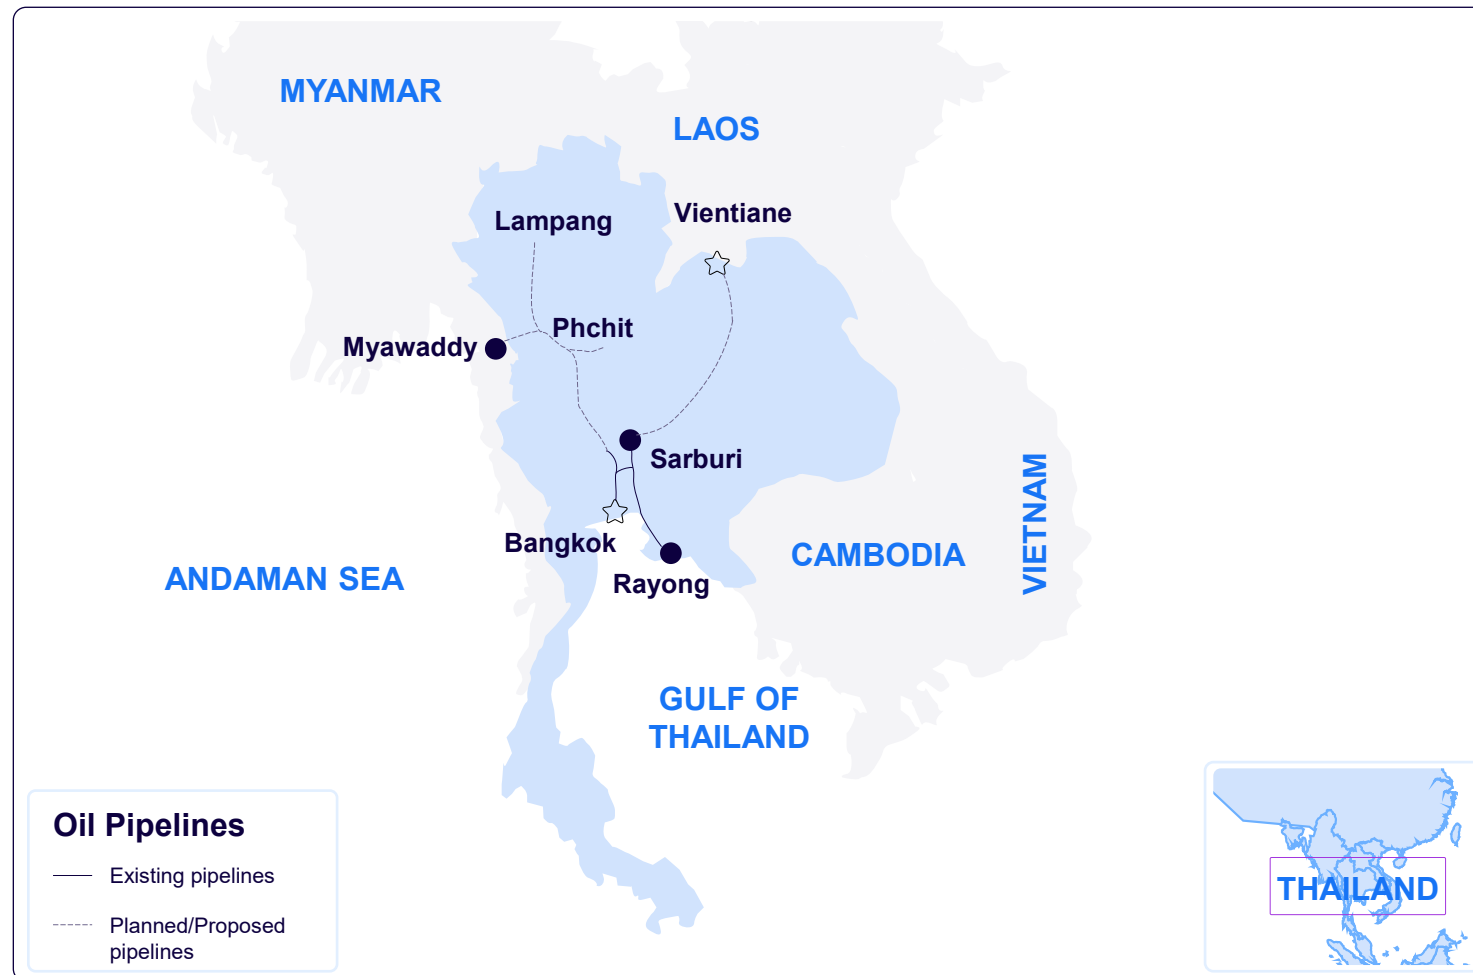 MYANMAR
LAOS
Vientiane
Lampang
Phchit
Myawaddy
Sarburi
VIETNAM
Bangkok
CAMBODIA
Rayong
ANDAMAN SEA
GULF OF
THAILAND
Oil Pipelines
Existing pipelines
Planned/Proposed
pipelines
THAILAND